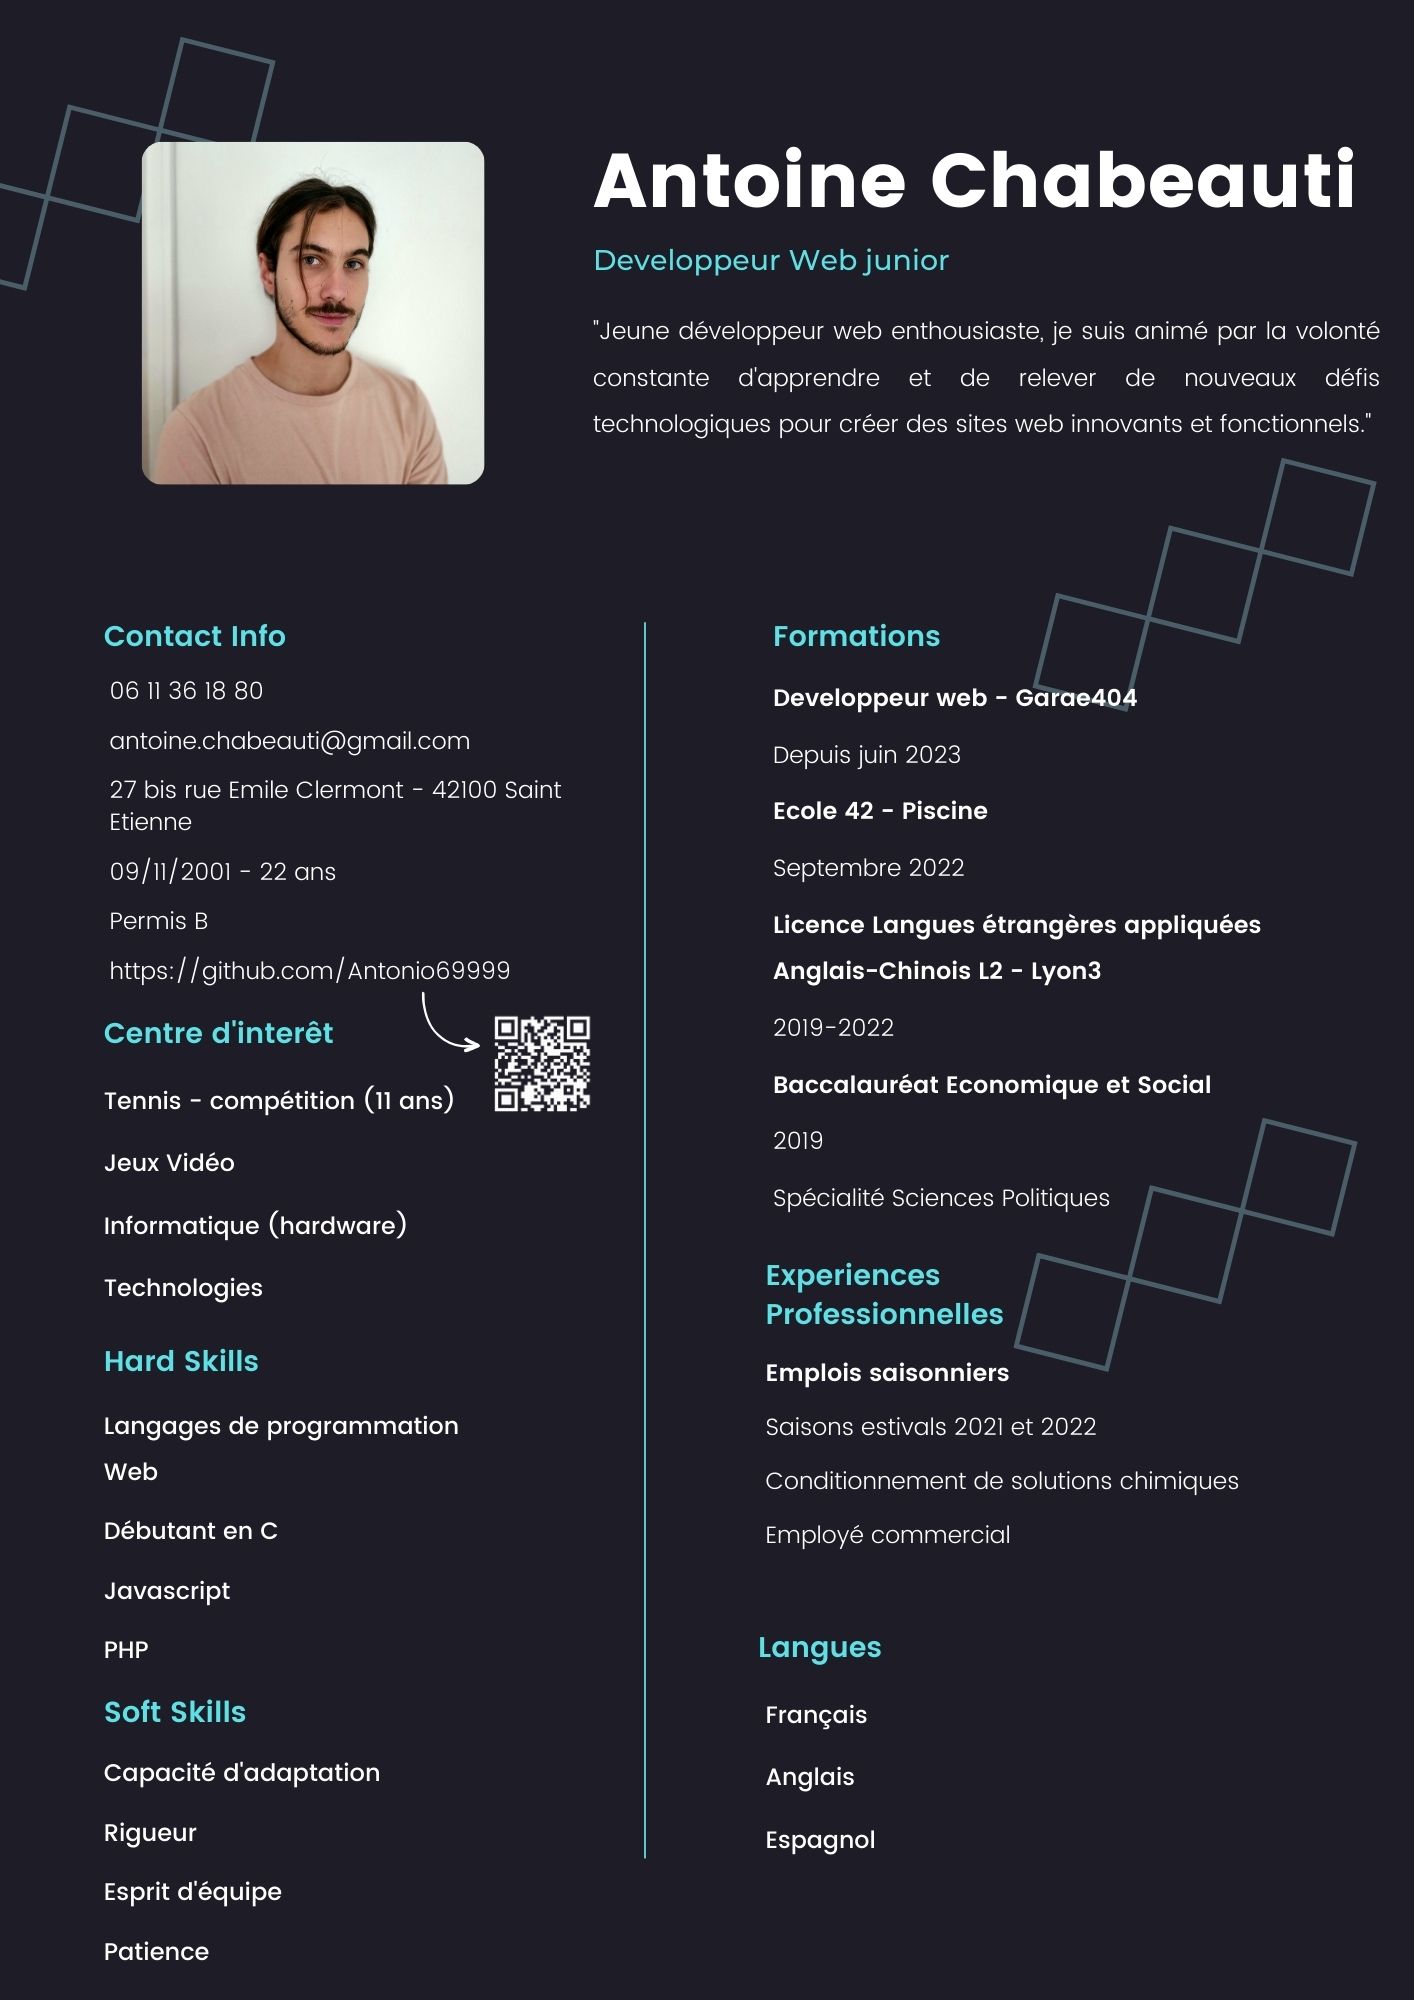 Antoine Chabeauti
Developpeur Web junior
"Jeune développeur web enthousiaste, je suis animé par la volonté
constante d'apprendre et de relever de nouveaux défis
technologiques pour créer des sites web innovants et fonctionnels."
Contact Info
06 11 36 18 80
antoine.chabeauti@gmail.com
27 bis rue Emile Clermont - 42100 Saint
Etienne
09/11/2001 - 22 ans
Permis B
https://github.com/Antonio69999
Centre d'interêt
Tennis - compétition (11 ans)
Jeux Vidéo
Informatique (hardware)
Technologies
Hard Skills
Langages de programmation
Web
Débutant en C
Javascript
PHP
Soft Skills
Capacité d'adaptation
Rigueur
Esprit d'équipe
Patience
Formations
Developpeur web - Garae404
Depuis juin 2023
Ecole 42 - Piscine
Septembre 2022
Licence Langues étrangères appliquées
Anglais-Chinois L2 - Lyon3
2019-2022
Baccalauréat Economique et Social
2019
Spécialité Sciences Politiques
Experiences
Professionnelles
Emplois saisonniers
Saisons estivals 2021 et 2022
Conditionnement de solutions chimiques
Employé commercial
Langues
Français
Anglais
Espagnol